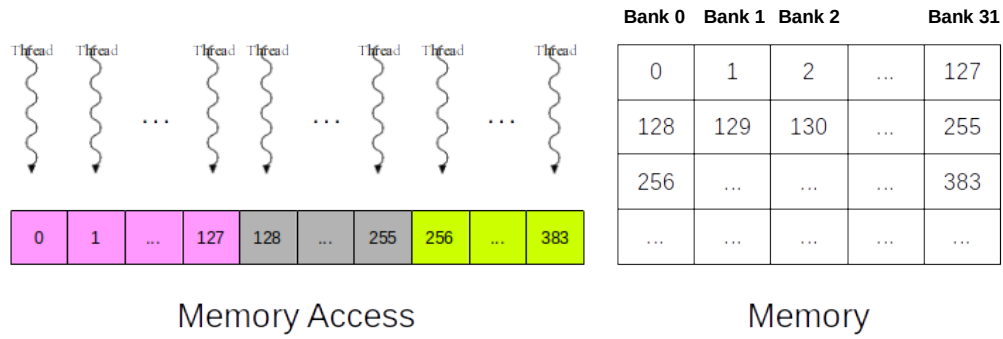 Bank 0 Bank 1 Bank 2 Bank 31
Thread Thread Thread Thread Thread Thread Thread
... ... ...
0 1 ... 127 128 ... 255 256 ... 383
Memory Access
0 1 2 ... 127
128 129 130 ... 255
256 ... ... ... 383
... ... ... ... ...
Memory